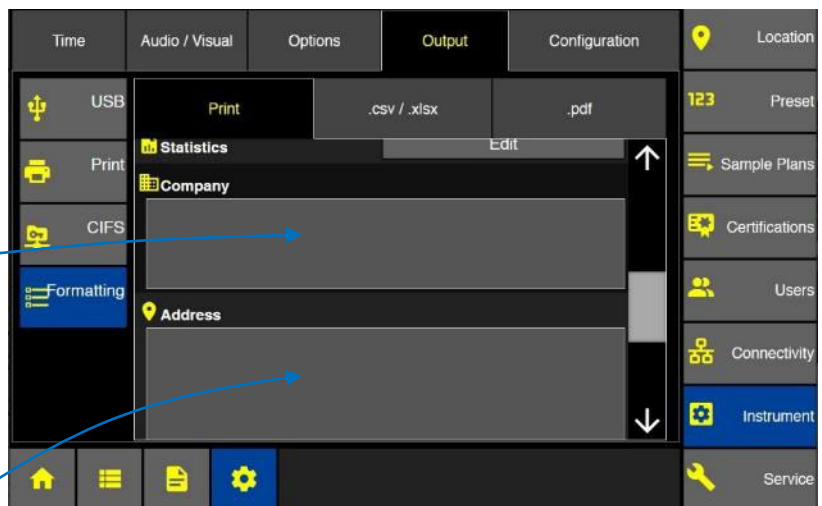 Time Audio / Visual Options Output Configuration
Location
USB
Print .csv / .xlsx .pdf
123 Preset
Statistics Edit
Print
Sample Plans
Company
CIFS
Certifications
Formatting
Users
Address
Connectivity
Instrument
Service